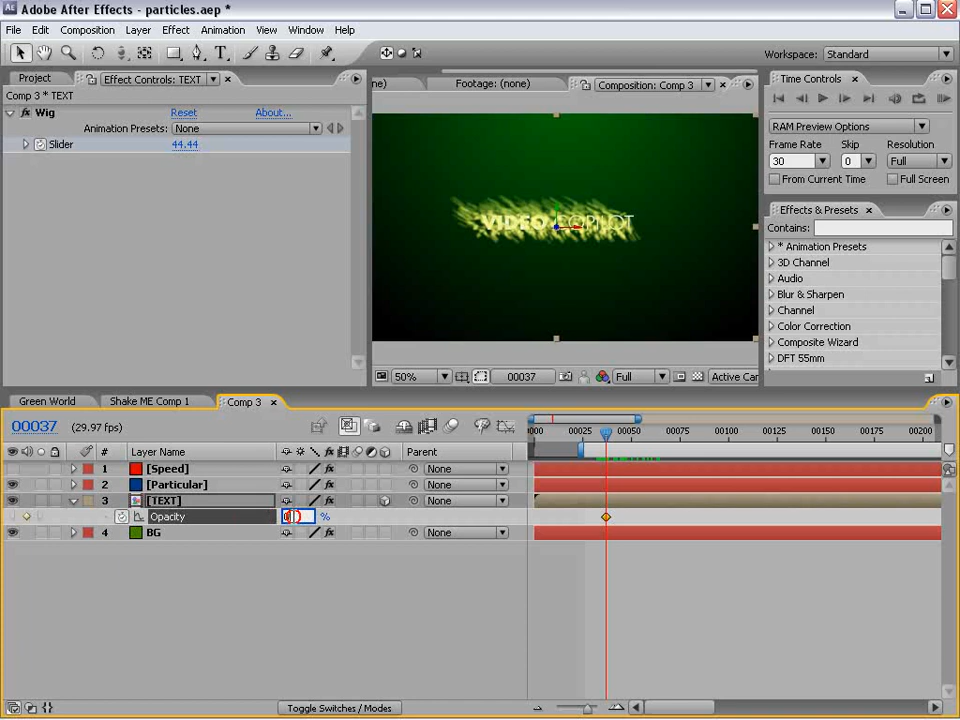 Adobe After Effects - particles.aep *
File Edit Composition Layer Effect Animation View Window Help
Workspace: Standard
Project Effect Controls: TEXT
Comp 3 * TEXT
Wig Reset About...
Animation Presets: None
Slider 44.44
ne) Footage: (none) Composition: Comp 3
VIDEO COPILOT
50% 00037 Full Active Car
Time Controls
RAM Preview Options
Frame Rate Skip Resolution
30 0 Full
From Current Time Full Screen
Effects & Presets
Contains:
* Animation Presets
3D Channel
Audio
Blur & Sharpen
Channel
Color Correction
Composite Wizard
DFT 55mm
Green World Shake ME Comp 1 Comp 3
00037 (29.97 fps)
0000 00025 00050 00075 00100 00125 00150 00175 00200
# Layer Name Parent
1 [Speed] None
2 [Particular] None
3 [TEXT] None
Opacity %
4 BG None
Toggle Switches / Modes